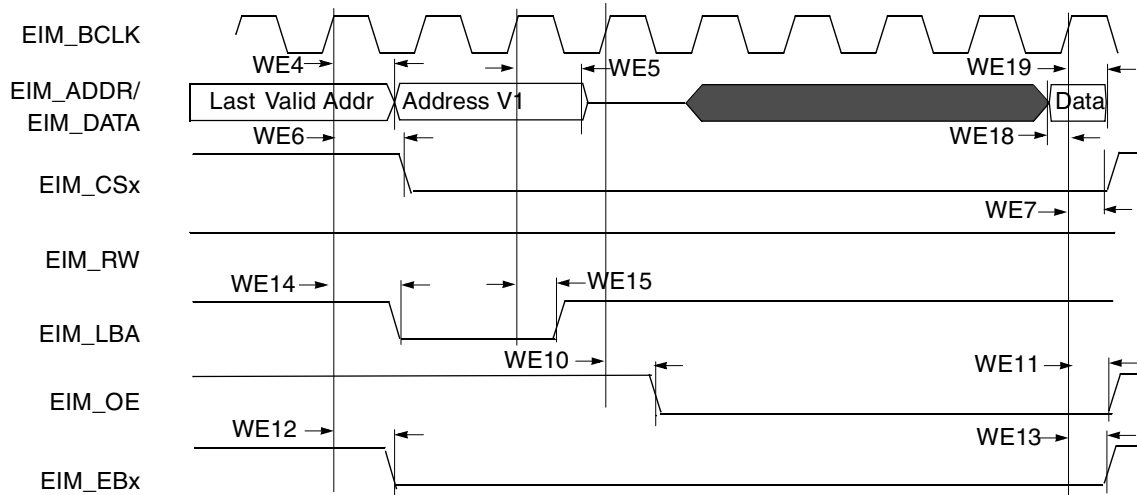 EIM_BCLK
WE4
WE5
WE19
EIM_ADDR/
EIM_DATA
Last Valid Addr
Address V1
Data
WE6
WE18
EIM_CSx
WE7
EIM_RW
WE14
WE15
EIM_LBA
WE10
WE11
EIM_OE
WE12
WE13
EIM_EBx